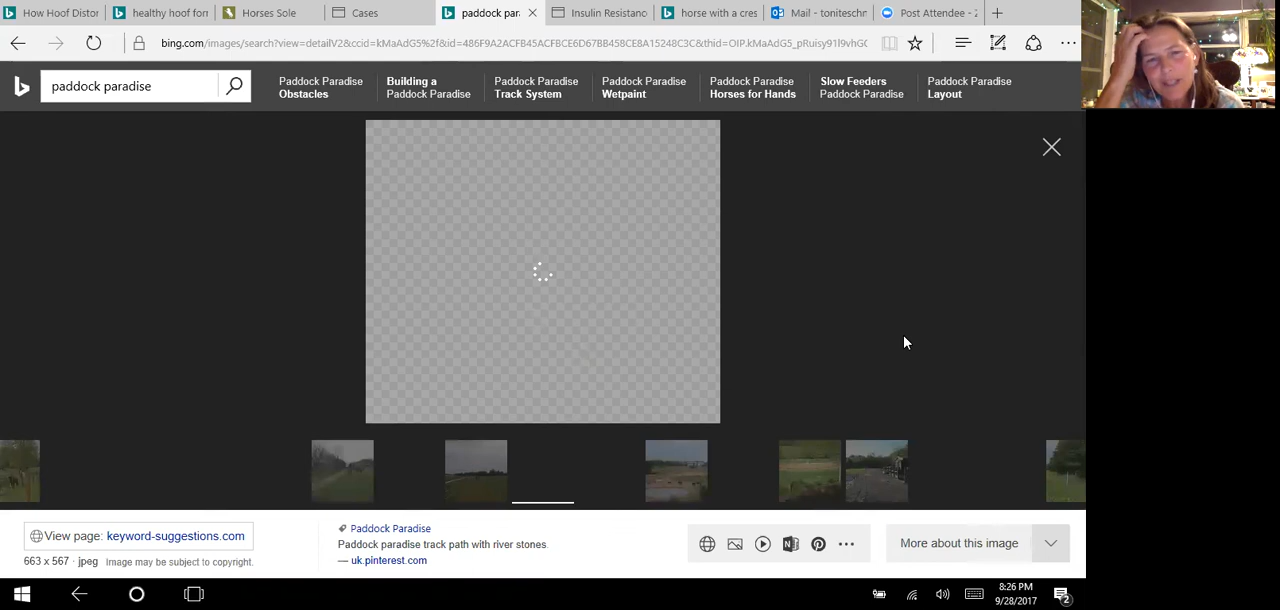 How Hoof Distor
healthy hoof forr
Horses Sole
Cases
paddock par
Insulin Resistanc
horse with a cres
Mail - toniteschn
Post Attendee - 2
bing.com/images/search?view=detailV2&ccid=kMaAdG5%2f&id=486F9A2ACFB45ACFBCE6D67BB458CE8A15248C3C&thid=OIP.kMaAdG5_pRuisy91l9vhGC
paddock paradise
Paddock Paradise
Obstacles
Building a
Paddock Paradise
Paddock Paradise
Track System
Paddock Paradise
Wetpaint
Paddock Paradise
Horses for Hands
Slow Feeders
Paddock Paradise
Paddock Paradise
Layout
View page: keyword-suggestions.com
663 x 567 · jpeg
Image may be subject to copyright.
Paddock Paradise
Paddock paradise track path with river stones.
— uk.pinterest.com
More about this image
8:26 PM
9/28/2017
2